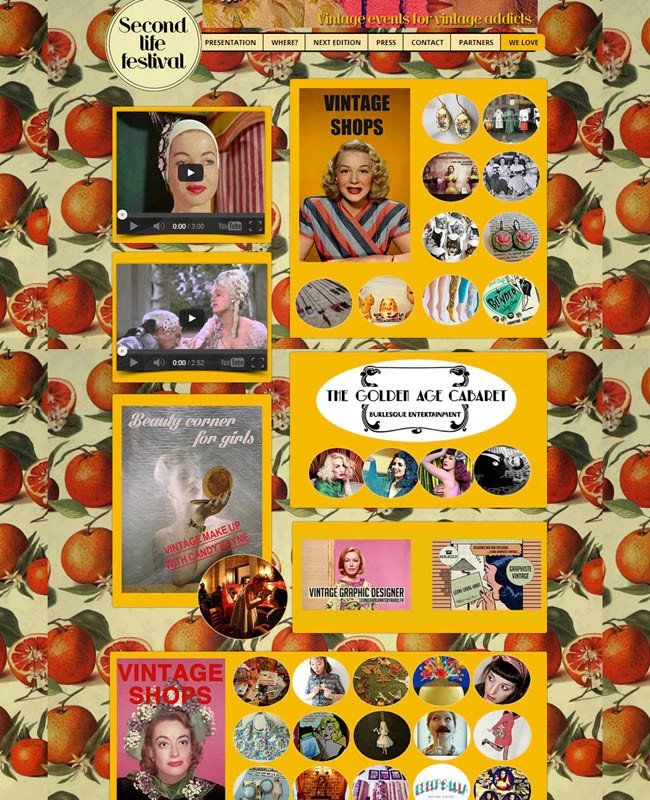 Vintage events for vintage addicts
Second
life
festival
PRESENTATION
WHERE?
NEXT EDITION
PRESS
CONTACT
PARTNERS
WE LOVE
VINTAGE
SHOPS
0:00 / 3:00
YouTube
0:00 / 2:52
YouTube
THE GOLDEN AGE CABARET
BURLESQUE ENTERTAINMENT
Beauty corner
for girls
VINTAGE MAKE UP
VINTAGE GRAPHIC DESIGNER
GRAPHISTE
VINTAGE
VINTAGE
SHOPS